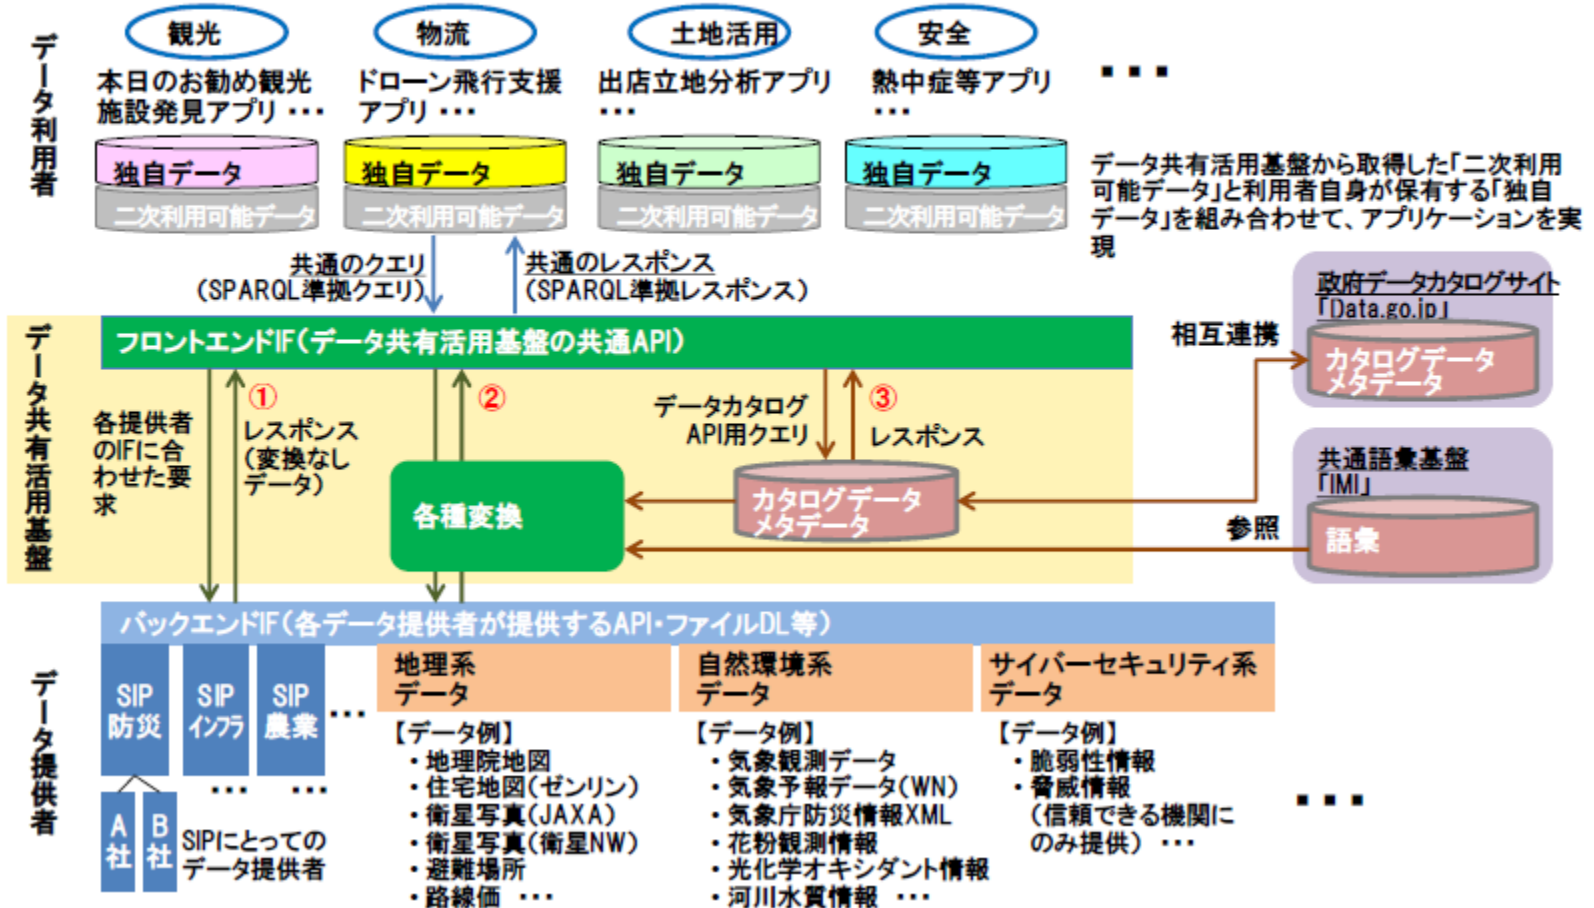 データ利用者
観光
本日のお勧め観光
施設発見アプリ ・・・
独自データ
二次利用可能データ
物流
ドローン飛行支援
アプリ ・・・
独自データ
二次利用可能データ
土地活用
出店立地分析アプリ
・・・
独自データ
二次利用可能データ
安全
熱中症等アプリ
・・・
独自データ
二次利用可能データ
・・・
データ共有活用基盤から取得した「二次利用
可能データ」と利用者自身が保有する「独自
データ」を組み合わせて、アプリケーションを実
現
共通のクエリ
(SPARQL準拠クエリ)
共通のレスポンス
(SPARQL準拠レスポンス)
データ共有活用基盤
フロントエンドIF(データ共有活用基盤の共通API)
各提供者
のIFに合
わせた要
求
①
レスポンス
(変換なし
データ)
②
各種変換
データカタログ
API用クエリ
③
レスポンス
カタログデータ
メタデータ
相互連携
政府データカタログサイト
「Data.go.jp」
カタログデータ
メタデータ
参照
共通語彙基盤
「IMI」
語彙
データ提供者
バックエンドIF(各データ提供者が提供するAPI・ファイルDL等)
SIP
防災
SIP
インフラ
SIP
農業
・・・
A
社
B
社
・・・
・・・
SIPにとっての
データ提供者
地理系
データ
【データ例】
・地理院地図
・住宅地図(ゼンリン)
・衛星写真(JAXA)
・衛星写真(衛星NW)
・避難場所
・路線価 ・・・
自然環境系
データ
【データ例】
・気象観測データ
・気象予報データ(WN)
・気象庁防災情報XML
・花粉観測情報
・光化学オキシダント情報
・河川水質情報 ・・・
サイバーセキュリティ系
データ
【データ例】
・脆弱性情報
・脅威情報
(信頼できる機関に
のみ提供) ・・・
・・・